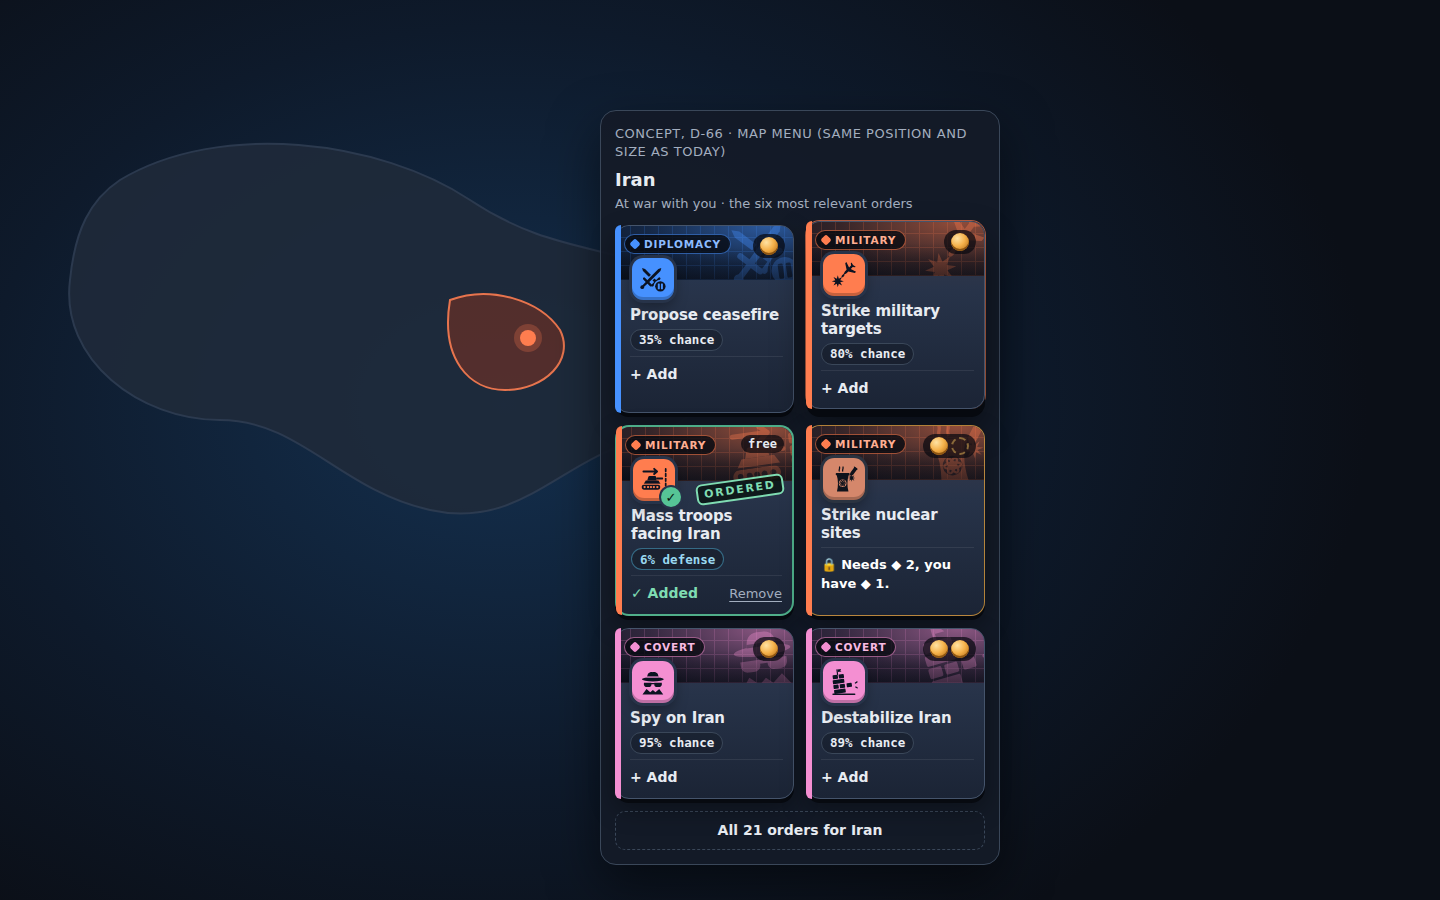 CONCEPT, D-66 · MAP MENU (SAME POSITION AND
SIZE AS TODAY)
Iran
At war with you · the six most relevant orders
DIPLOMACY
Propose ceasefire
35% chance
+ Add
MILITARY
Strike military
targets
80% chance
+ Add
MILITARY
free
ORDERED
Mass troops
facing Iran
6% defense
✓ Added
Remove
MILITARY
Strike nuclear
sites
🔒 Needs ◆ 2, you
have ◆ 1.
COVERT
Spy on Iran
95% chance
+ Add
COVERT
Destabilize Iran
89% chance
+ Add
All 21 orders for Iran